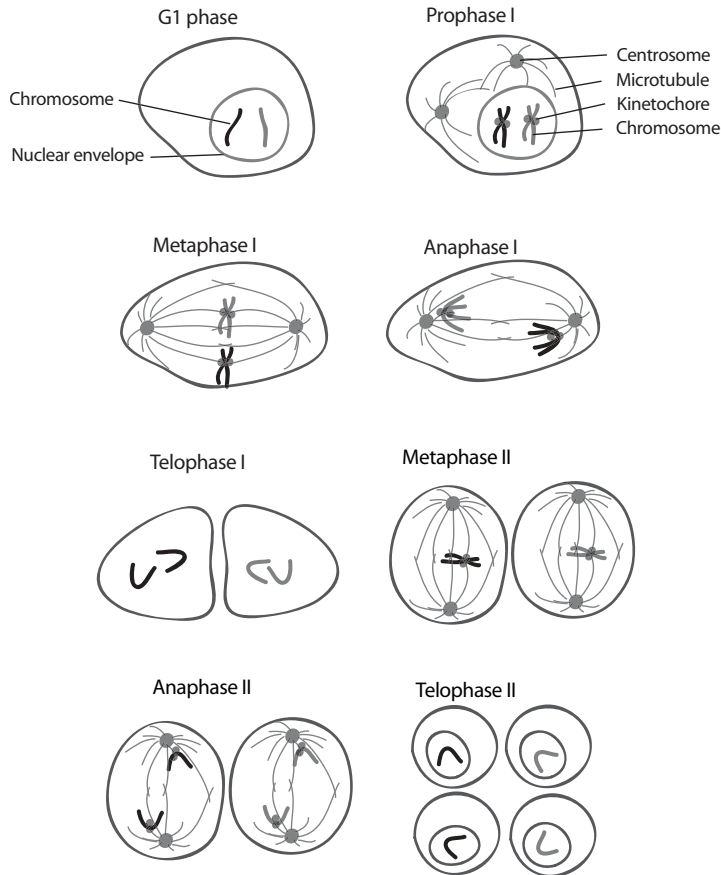 G1 phase
Prophase I
Chromosome
Nuclear envelope
Centrosome
Microtubule
Kinetochore
Chromosome
Metaphase I
Anaphase I
Telophase I
Metaphase II
Anaphase II
Telophase II